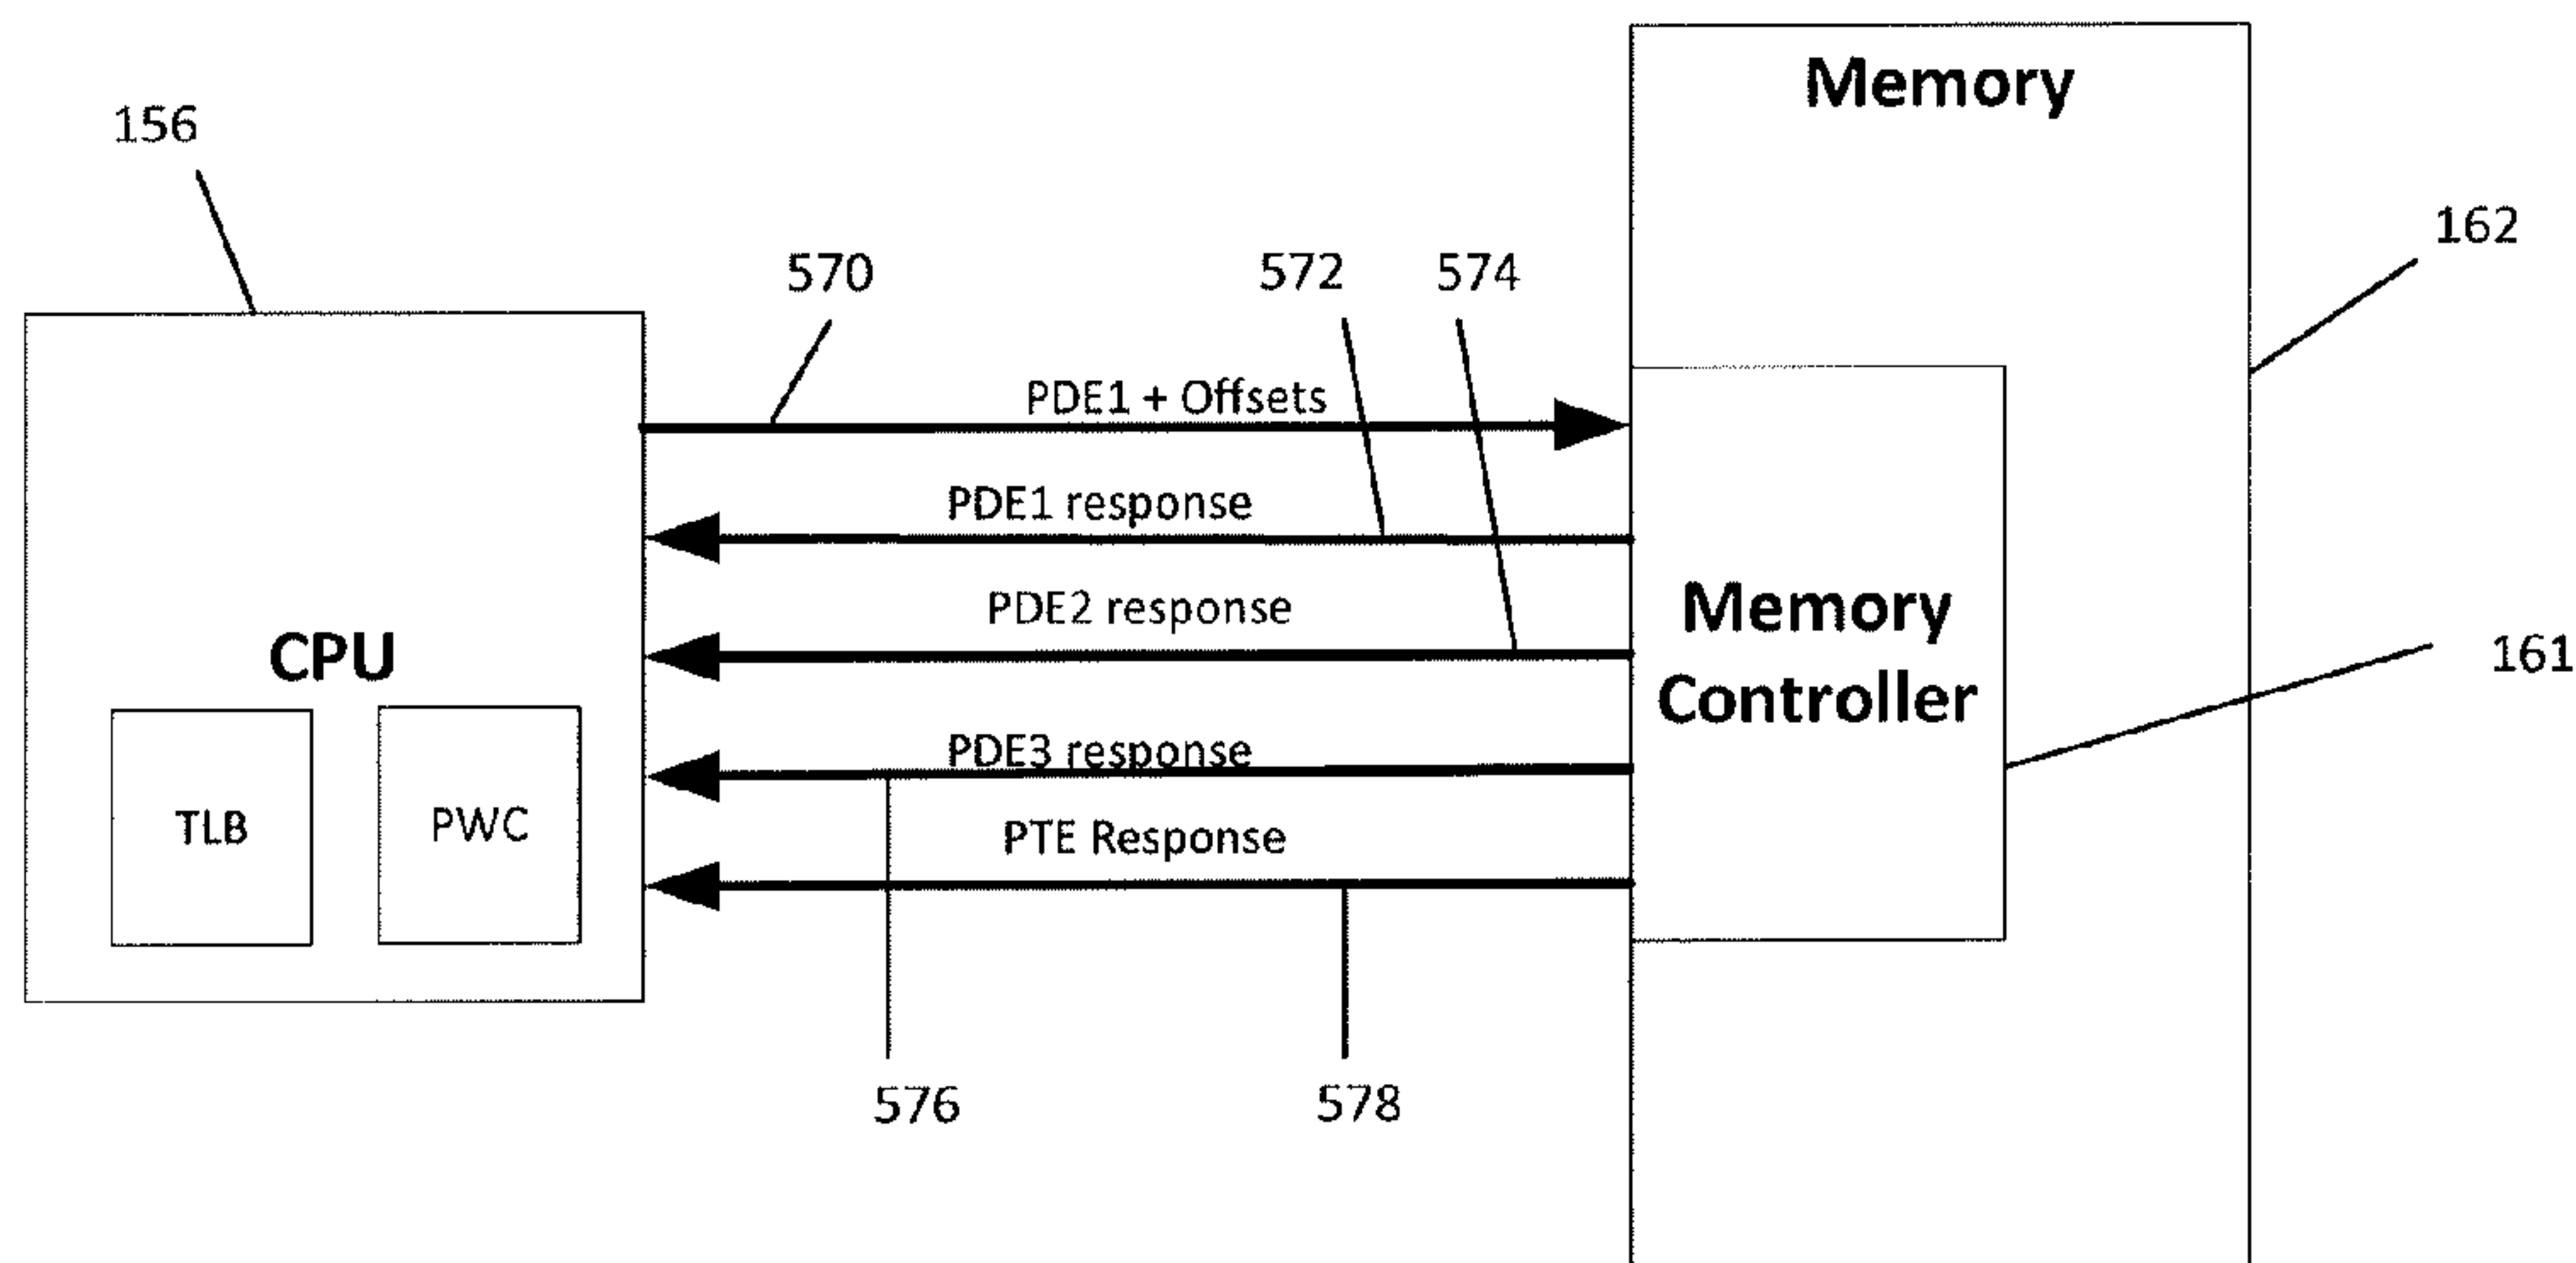 Memory
156
162
570
572
574
PDE1 + Offsets
PDE1 response
PDE2 response
Memory
Controller
161
CPU
PDE3 response
TLB
PWC
PTE Response
576
578